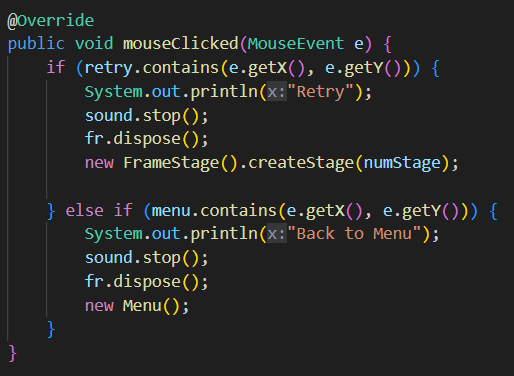 @Override
public void mouseClicked(MouseEvent e) {
    if (retry.contains(e.getX(), e.getY())) {
        System.out.println(x:"Retry");
        sound.stop();
        fr.dispose();
        new FrameStage().createStage(numStage);

    } else if (menu.contains(e.getX(), e.getY())) {
        System.out.println(x:"Back to Menu");
        sound.stop();
        fr.dispose();
        new Menu();
    }
}